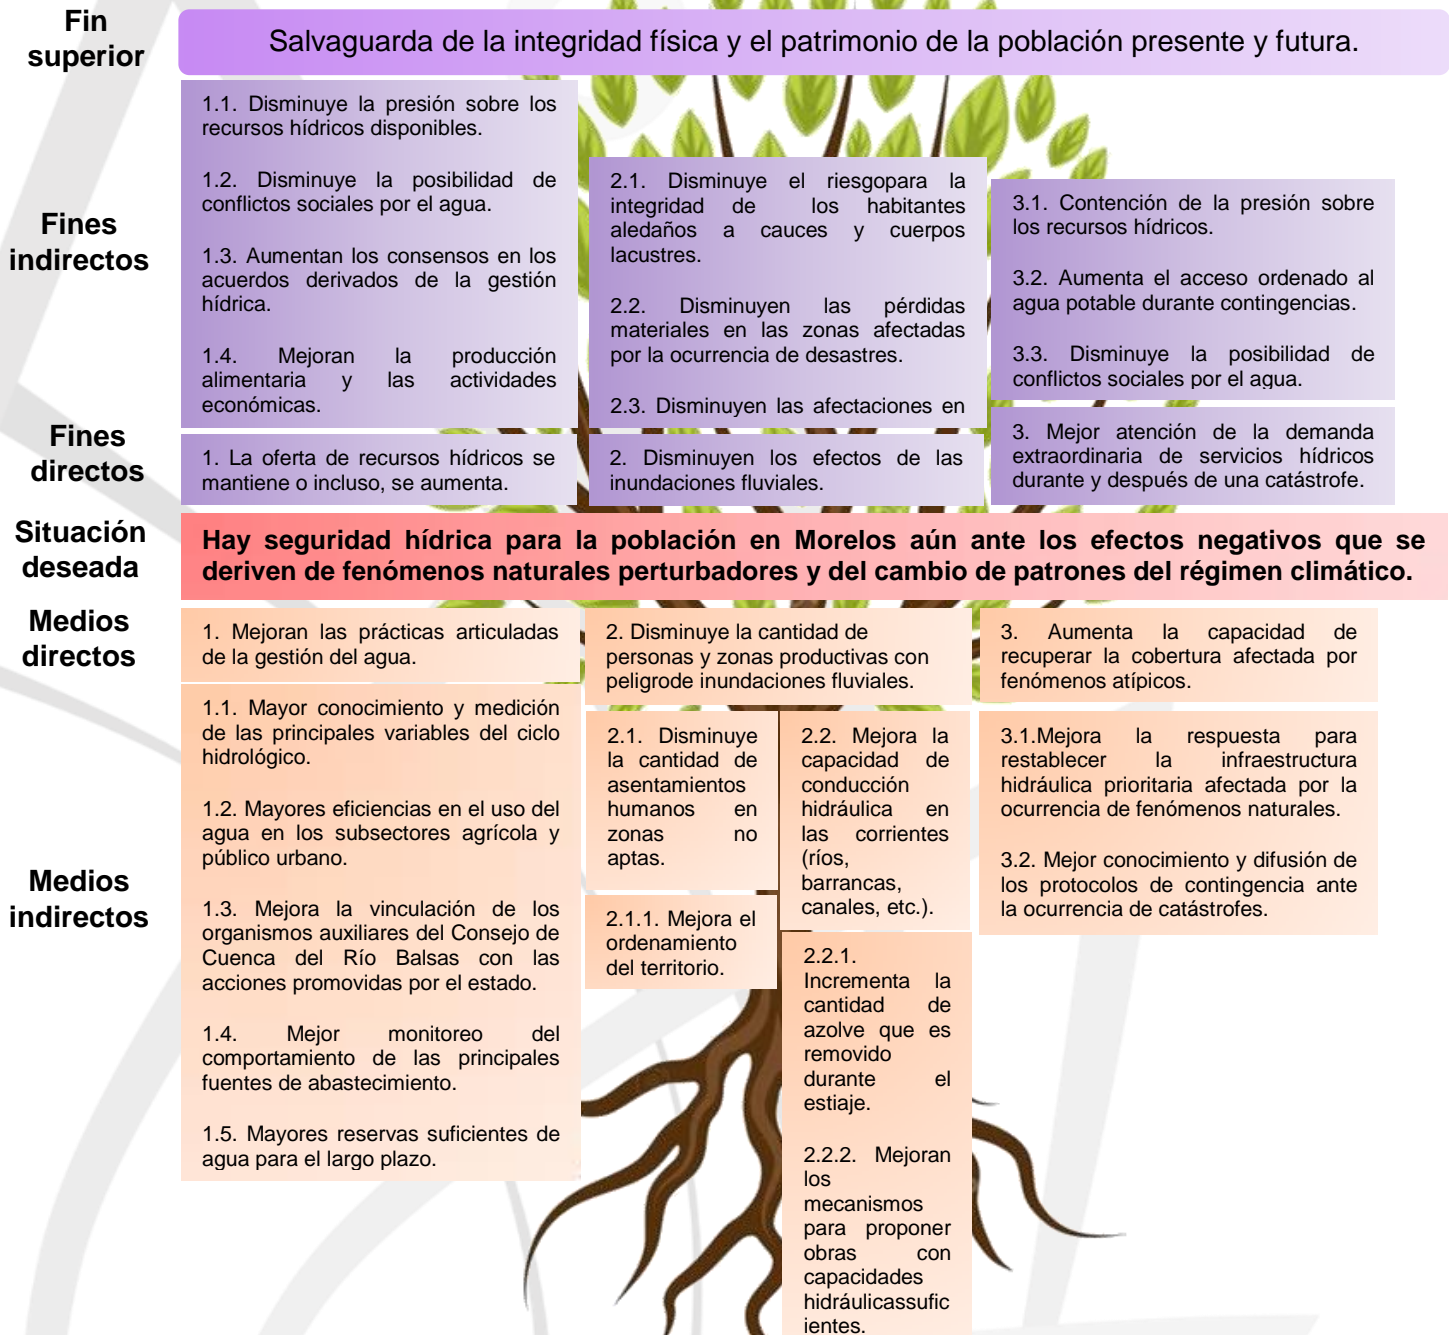 Fin
superior
Salvaguarda de la integridad física y el patrimonio de la población presente y futura.
Fines
indirectos
1.1. Disminuye la presión sobre los
recursos hídricos disponibles.
1.2. Disminuye la posibilidad de
conflictos sociales por el agua.
1.3. Aumentan los consensos en los
acuerdos derivados de la gestión
hídrica.
1.4. Mejoran la producción
alimentaria y las actividades
económicas.
2.1. Disminuye el riesgopara la
integridad de los habitantes
aledaños a cauces y cuerpos
lacustres.
2.2. Disminuyen las pérdidas
materiales en las zonas afectadas
por la ocurrencia de desastres.
2.3. Disminuyen las afectaciones en
3.1. Contención de la presión sobre
los recursos hídricos.
3.2. Aumenta el acceso ordenado al
agua potable durante contingencias.
3.3. Disminuye la posibilidad de
conflictos sociales por el agua.
Fines
directos
1. La oferta de recursos hídricos se
mantiene o incluso, se aumenta.
2. Disminuyen los efectos de las
inundaciones fluviales.
3. Mejor atención de la demanda
extraordinaria de servicios hídricos
durante y después de una catástrofe.
Situación
deseada
Hay seguridad hídrica para la población en Morelos aún ante los efectos negativos que se
deriven de fenómenos naturales perturbadores y del cambio de patrones del régimen climático.
Medios
directos
1. Mejoran las prácticas articuladas
de la gestión del agua.
2. Disminuye la cantidad de
personas y zonas productivas con
peligrode inundaciones fluviales.
3. Aumenta la capacidad de
recuperar la cobertura afectada por
fenómenos atípicos.
Medios
indirectos
1.1. Mayor conocimiento y medición
de las principales variables del ciclo
hidrológico.
1.2. Mayores eficiencias en el uso del
agua en los subsectores agrícola y
público urbano.
1.3. Mejora la vinculación de los
organismos auxiliares del Consejo de
Cuenca del Río Balsas con las
acciones promovidas por el estado.
1.4. Mejor monitoreo del
comportamiento de las principales
fuentes de abastecimiento.
1.5. Mayores reservas suficientes de
agua para el largo plazo.
2.1. Disminuye
la cantidad de
asentamientos
humanos en
zonas no
aptas.
2.1.1. Mejora el
ordenamiento
del territorio.
2.2. Mejora la
capacidad de
conducción
hidráulica en
las corrientes
(ríos,
barrancas,
canales, etc.).
2.2.1.
Incrementa la
cantidad de
azolve que es
removido
durante el
estiaje.
2.2.2. Mejoran
los
mecanismos
para proponer
obras con
capacidades
hidráulicassufic
ientes.
3.1.Mejora la respuesta para
restablecer la infraestructura
hidráulica prioritaria afectada por la
ocurrencia de fenómenos naturales.
3.2. Mejor conocimiento y difusión de
los protocolos de contingencia ante
la ocurrencia de catástrofes.